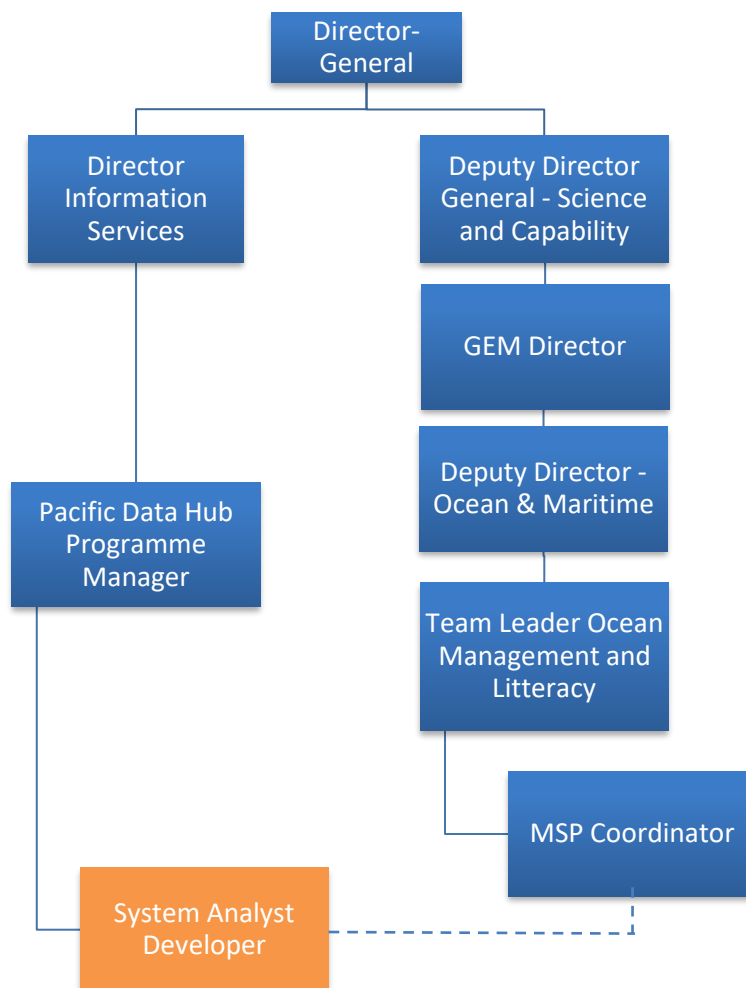 Director-
General
Director
Information
Services
Deputy Director
General - Science
and Capability
GEM Director
Deputy Director -
Ocean & Maritime
Pacific Data Hub
Programme
Manager
Team Leader Ocean
Management and
Litteracy
MSP Coordinator
System Analyst
Developer